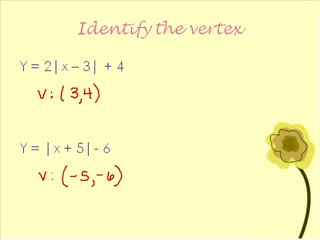 Identify the vertex
Y = 2|x – 3| + 4
V: (3,4)
Y = |x + 5| - 6
V: (-5,-6)